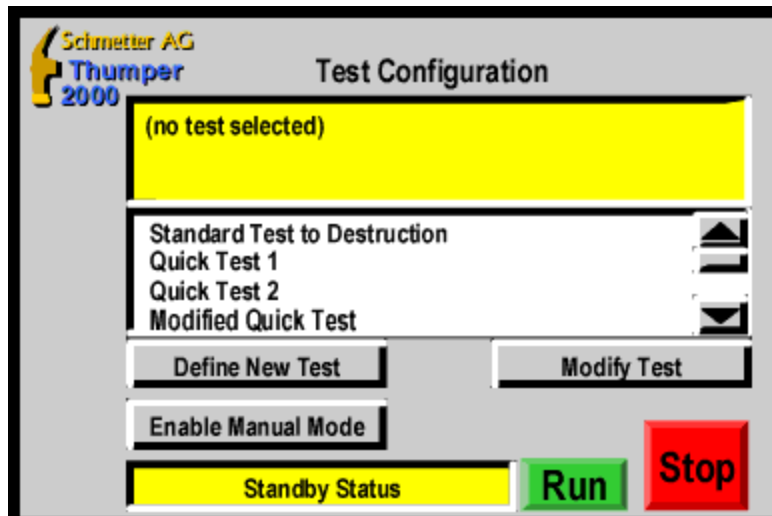 Schmetter AG
Thumper
2000
Test Configuration
(no test selected)
Standard Test to Destruction
Quick Test 1
Quick Test 2
Modified Quick Test
Define New Test
Modify Test
Enable Manual Mode
Standby Status
Run
Stop